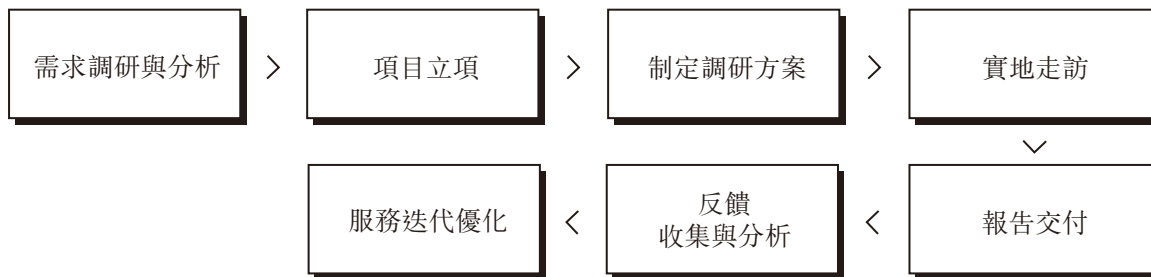 需求調研與分析
項目立項
制定調研方案
實地走訪
報告交付
反饋
收集與分析
服務迭代優化